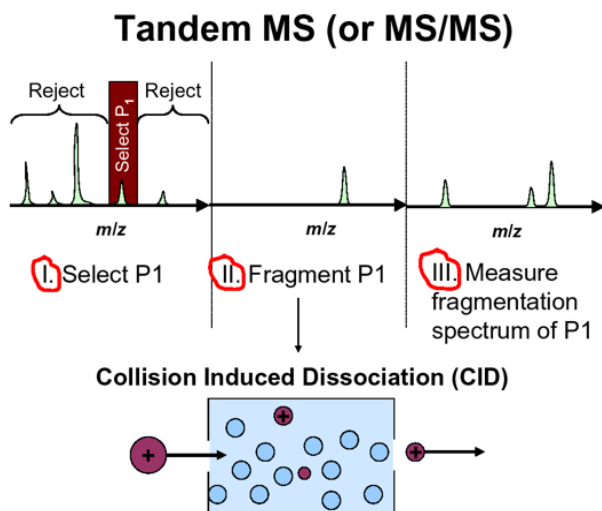 Tandem MS (or MS/MS)
Reject
Select P1
Reject
m/z
m/z
m/z
I. Select P1
II. Fragment P1
III. Measure
fragmentation
spectrum of P1
Collision Induced Dissociation (CID)
+
+
+